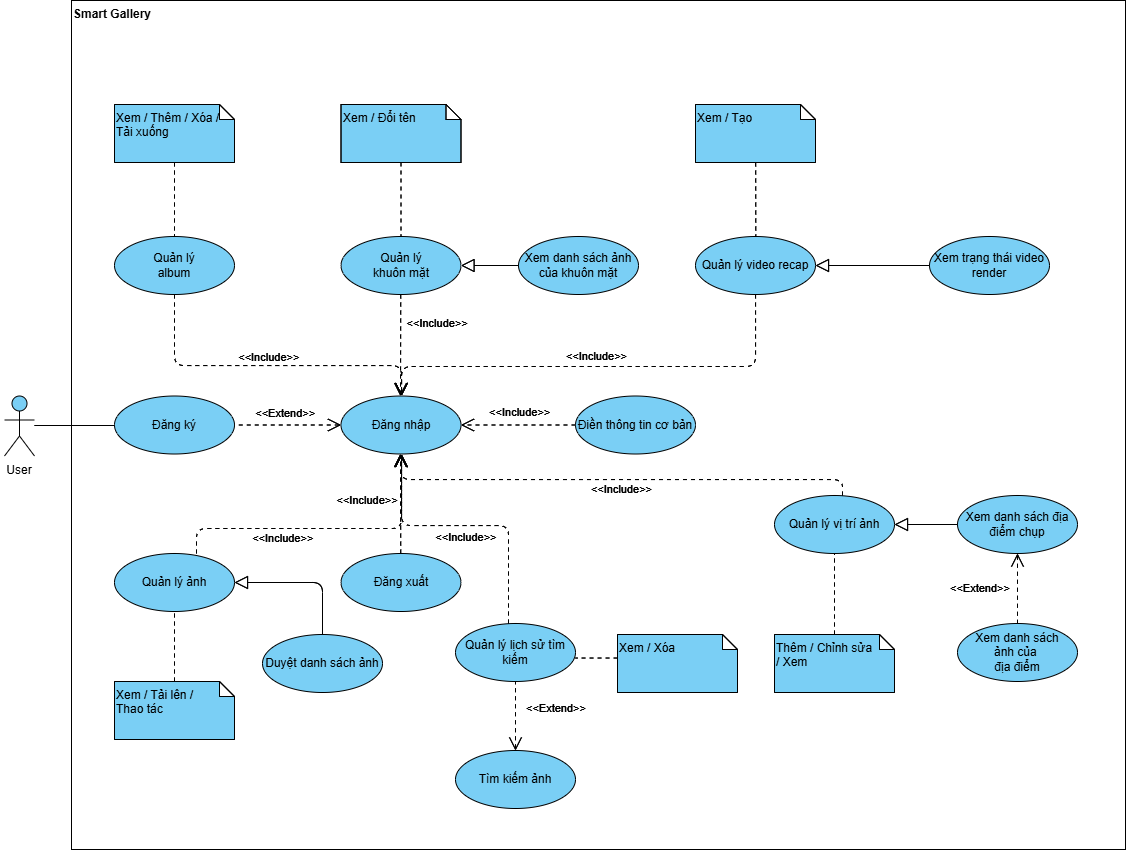 Smart Gallery
Xem / Thêm / Xóa /
Tải xuống
Xem / Đổi tên
Xem / Tạo
Quản lý
album
Quản lý
khuôn mặt
Xem danh sách ảnh
của khuôn mặt
Quản lý video recap
Xem trạng thái video
render
<<Include>>
<<Include>>
<<Include>>
User
Đăng ký
<<Extend>>
Đăng nhập
<<Include>>
Điền thông tin cơ bản
<<Include>>
<<Include>>
<<Include>>
<<Include>>
Quản lý vị trí ảnh
Xem danh sách địa
điểm chụp
Quản lý ảnh
Đăng xuất
<<Extend>>
Duyệt danh sách ảnh
Quản lý lịch sử tìm
kiếm
Xem / Xóa
Thêm / Chỉnh sửa
/ Xem
Xem danh sách
ảnh của
địa điểm
Xem / Tải lên /
Thao tác
<<Extend>>
Tìm kiếm ảnh